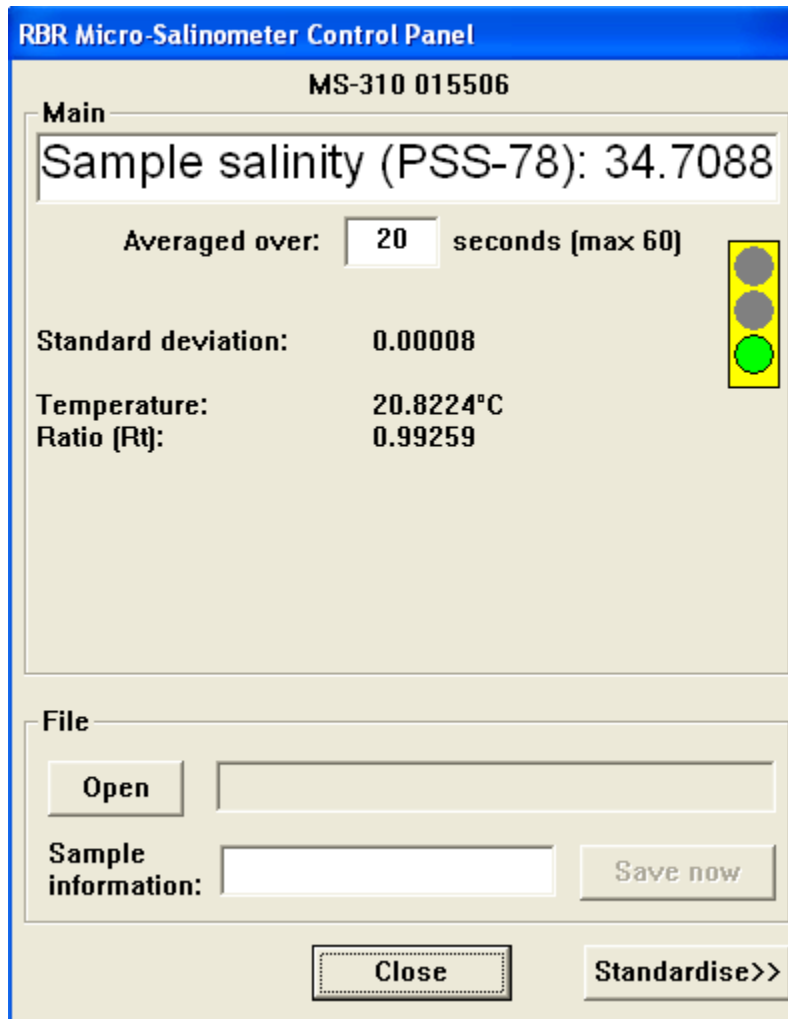 RBR Micro-Salinometer Control Panel
MS-310 015506
Main
Sample salinity (PSS-78): 34.7088
Averaged over: 20 seconds (max 60)
Standard deviation: 0.00008
Temperature: 20.8224°C
Ratio (Rt): 0.99259
File
Open
Sample
information:
Save now
Close
Standardise>>